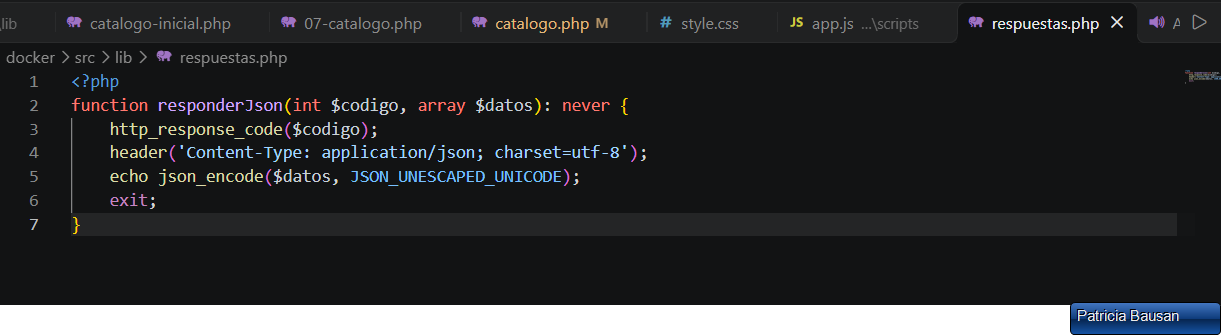 lib catalogo-inicial.php 07-catalogo.php catalogo.php M # style.css JS app.js ...\scripts respuestas.php A
docker > src > lib > respuestas.php
1 <?php
2 function responderJson(int $codigo, array $datos): never {
3 http_response_code($codigo);
4 header('Content-Type: application/json; charset=utf-8');
5 echo json_encode($datos, JSON_UNESCAPED_UNICODE);
6 exit;
7 }
Patricia Bausan